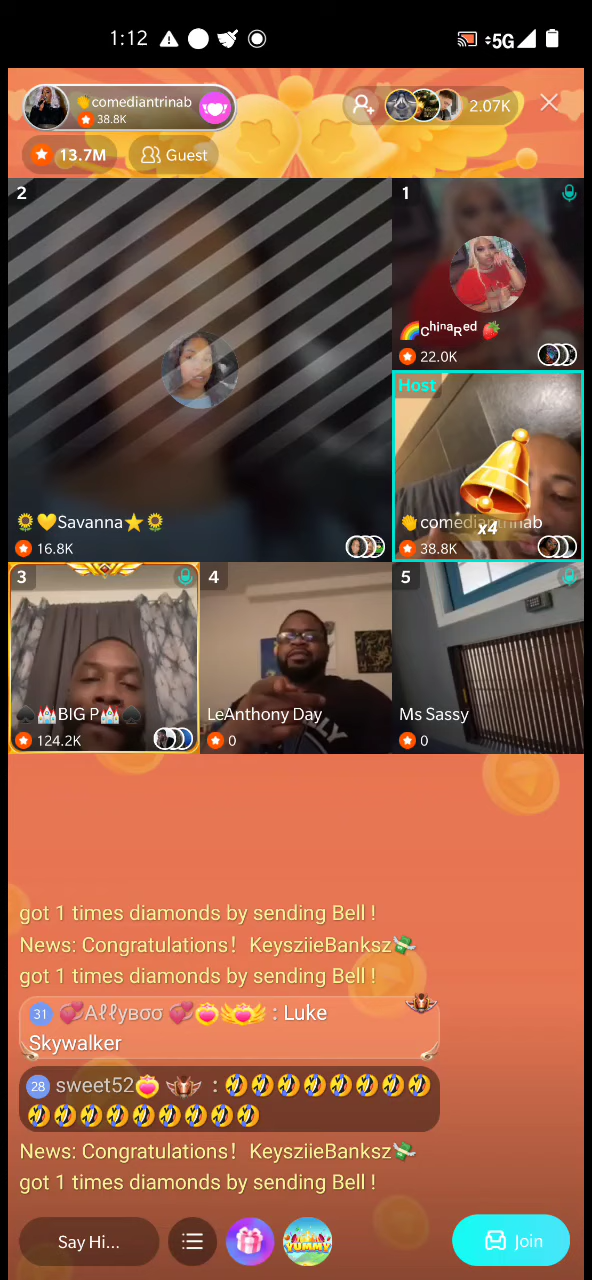 1:12
5G
👏comediantrinab
38.8K
2.07K
13.7M
Guest
2
🌻💛Savanna⭐🌻
16.8K
1
🌈cʰⁱⁿᵃʀᵉᵈ 🍓
22.0K
Host
x4
👏comediantrinab
38.8K
3
♠️🏰BIG P🏰♠️
124.2K
4
LeAnthony Day
0
5
Ms Sassy
0
got 1 times diamonds by sending Bell !
News: Congratulations! KeysziieBanksz💸
got 1 times diamonds by sending Bell !
31 💞Aℓℓувσσ 💞 : Luke
Skywalker
28 sweet52 : 🤣🤣🤣🤣🤣🤣🤣🤣
🤣🤣🤣🤣🤣🤣🤣🤣🤣
News: Congratulations! KeysziieBanksz💸
got 1 times diamonds by sending Bell !
Say Hi...
YUMMY
Join